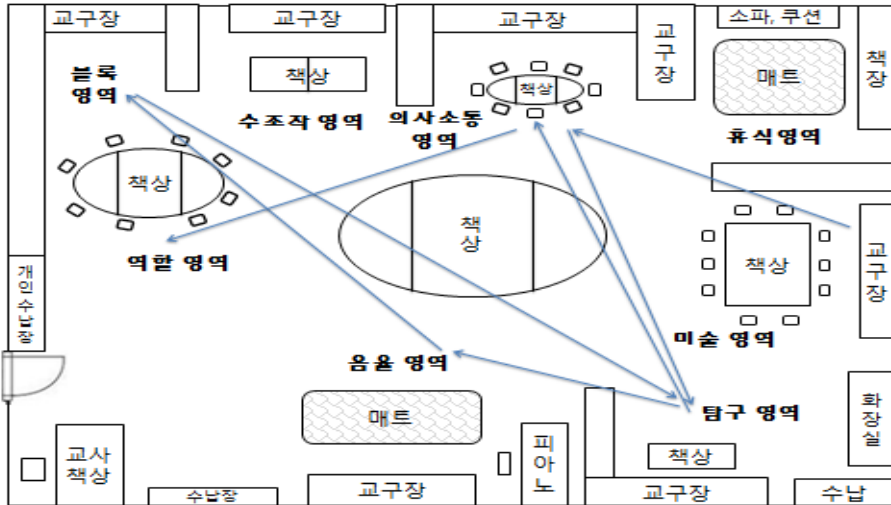 교구장
교구장
교구장
교구장
소파, 쿠션
책장
블록
영역
책상
책상
매트
수조작 영역
의사소통
영역
휴식영역
책상
책상
책상
교구장
역할 영역
개인수납장
미술 영역
음율 영역
탐구 영역
화장실
매트
교사
책상
피아노
책상
수납장
교구장
교구장
수납